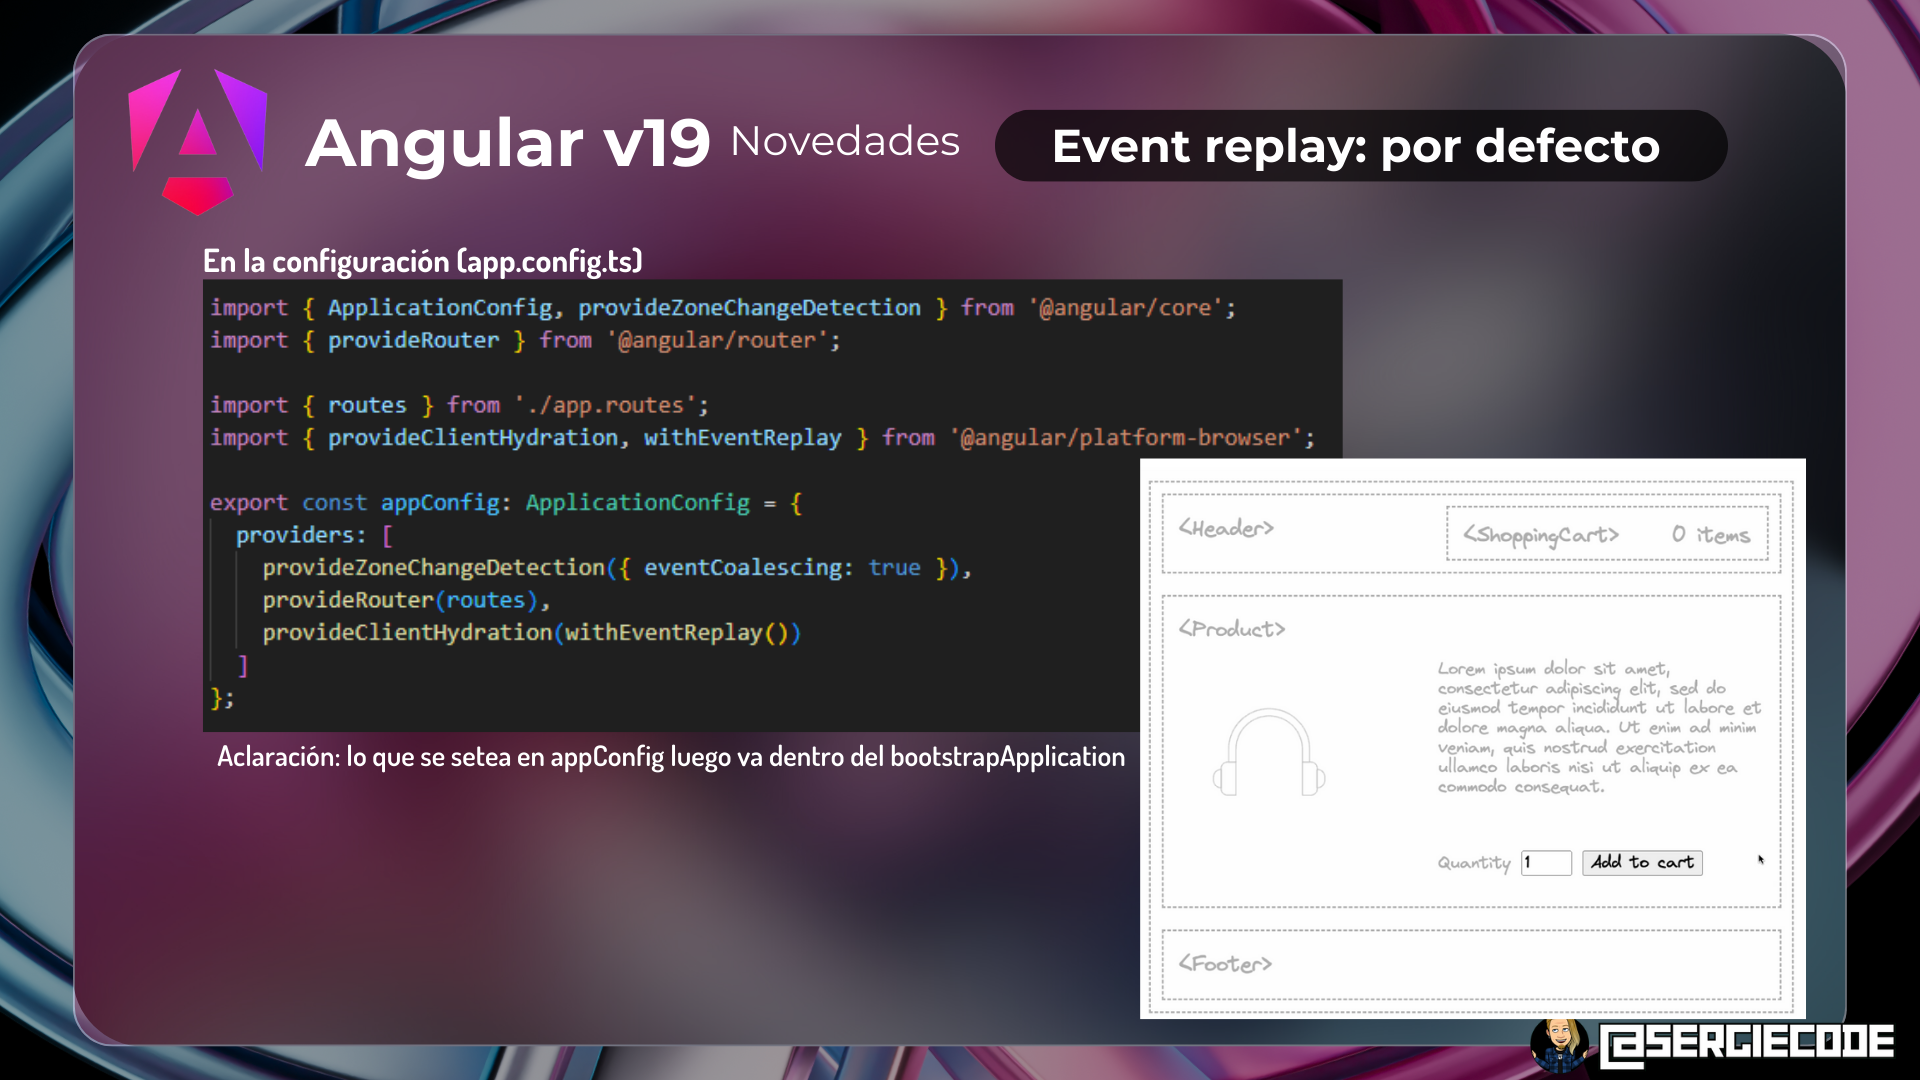 Angular v19 Novedades
Event replay: por defecto
En la configuración (app.config.ts)
import { ApplicationConfig, provideZoneChangeDetection } from '@angular/core';
import { provideRouter } from '@angular/router';
import { routes } from './app.routes';
import { provideClientHydration, withEventReplay } from '@angular/platform-browser';
export const appConfig: ApplicationConfig = {
providers: [
provideZoneChangeDetection({ eventCoalescing: true }),
provideRouter(routes),
provideClientHydration(withEventReplay())
]
};
Aclaración: lo que se setea en appConfig luego va dentro del bootstrapApplication
<Header>
<ShoppingCart> 0 items
<Product>
Lorem ipsum dolor sit amet,
consectetur adipiscing elit, sed do
eiusmod tempor incididunt ut labore et
dolore magna aliqua. Ut enim ad minim
veniam, quis nostrud exercitation
ullamco laboris nisi ut aliquip ex ea
commodo consequat.
Quantity 1 Add to cart
<Footer>
@SERGIECODE